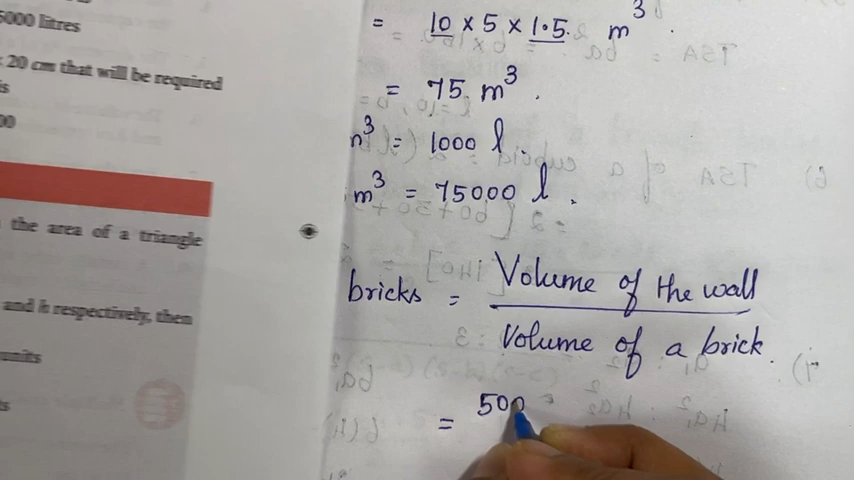 5000 litres
20 cm that will be required
= 10 × 5 × 1.5 m³.
= 75 m³.
m³ = 1000 l.
m³ = 75000 l.
the area of a triangle
and h respectively, then
units
bricks = Volume of the wall
Volume of a brick.
= 500